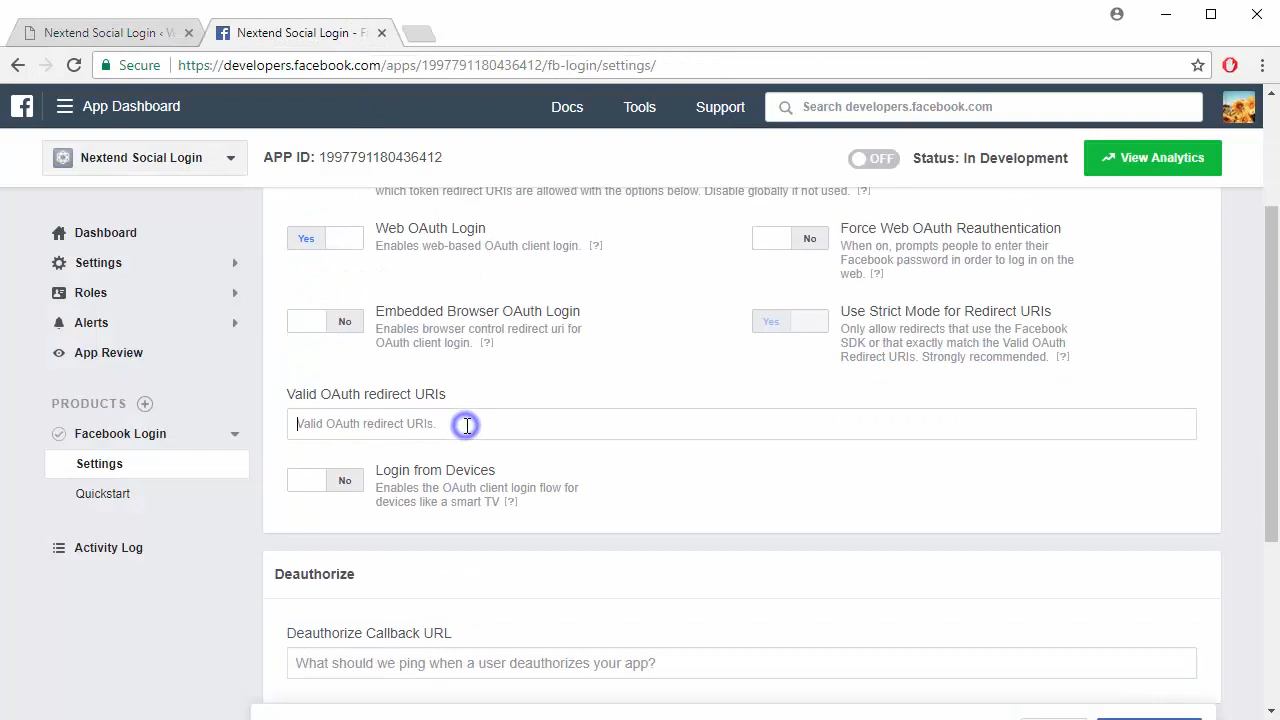 Nextend Social Login ‹ W
Nextend Social Login - F
Secure
https://developers.facebook.com/apps/1997791180436412/fb-login/settings/
App Dashboard
Docs
Tools
Support
Search developers.facebook.com
Nextend Social Login
APP ID: 1997791180436412
OFF
Status: In Development
View Analytics
which token redirect URIs are allowed with the options below. Disable globally if not used. [?]
Dashboard
Settings
Roles
Alerts
App Review
PRODUCTS
Facebook Login
Settings
Quickstart
Activity Log
Yes
Web OAuth Login
Enables web-based OAuth client login. [?]
No
Force Web OAuth Reauthentication
When on, prompts people to enter their
Facebook password in order to log in on the
web. [?]
No
Embedded Browser OAuth Login
Enables browser control redirect uri for
OAuth client login. [?]
Yes
Use Strict Mode for Redirect URIs
Only allow redirects that use the Facebook
SDK or that exactly match the Valid OAuth
Redirect URIs. Strongly recommended. [?]
Valid OAuth redirect URIs
Valid OAuth redirect URIs.
No
Login from Devices
Enables the OAuth client login flow for
devices like a smart TV [?]
Deauthorize
Deauthorize Callback URL
What should we ping when a user deauthorizes your app?